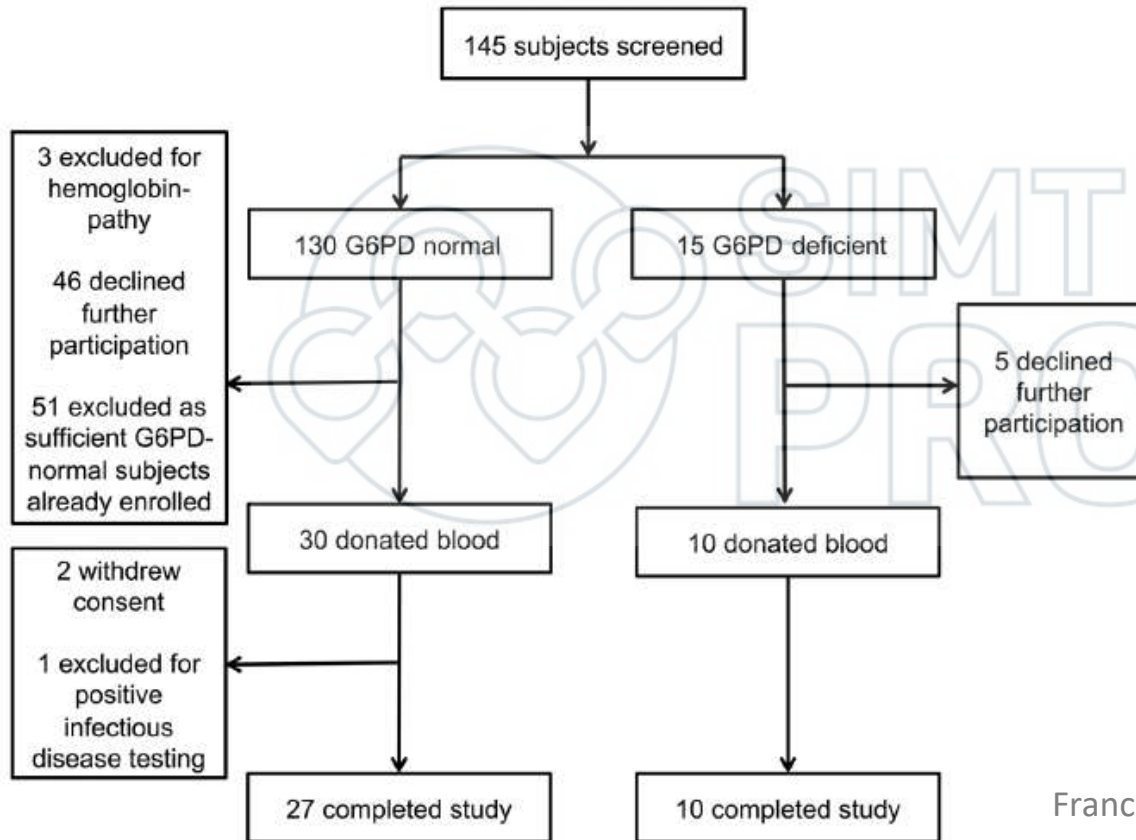 145 subjects screened
3 excluded for
hemoglobin-
pathy
46 declined
further
participation
51 excluded as
sufficient G6PD-
normal subjects
already enrolled
130 G6PD normal
15 G6PD deficient
5 declined
further
participation
30 donated blood
10 donated blood
2 withdrew
consent
1 excluded for
positive
infectious
disease testing
27 completed study
10 completed study
SIMT
PRO
Franc